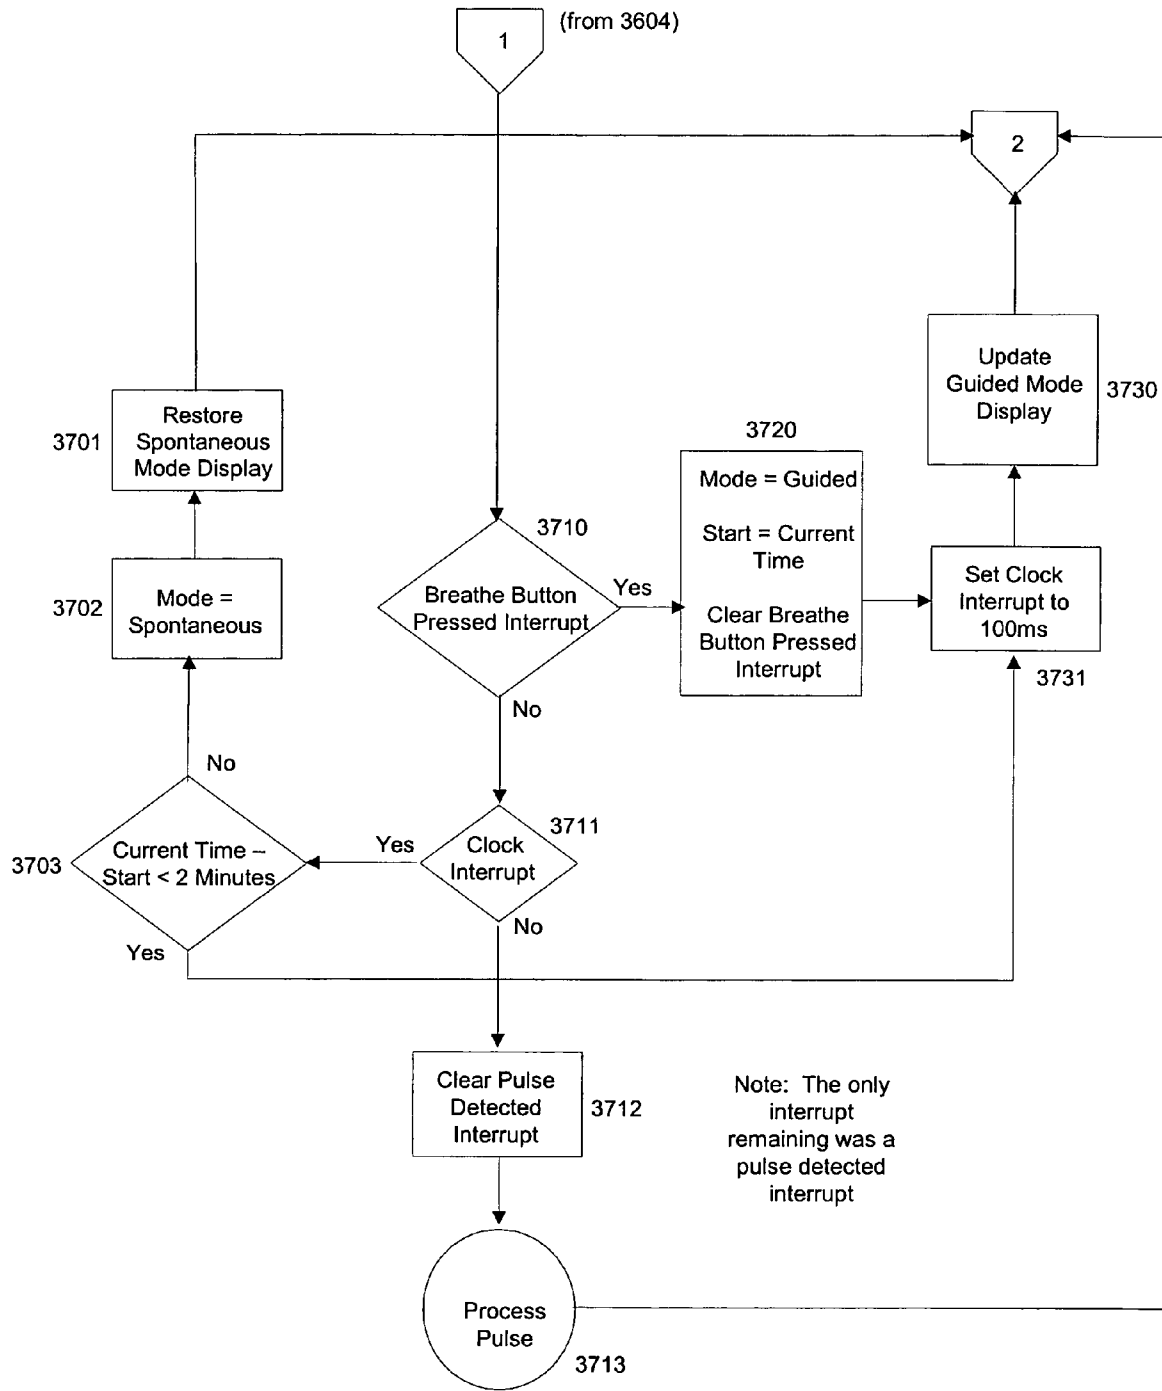 1
(from 3604)
2
Update
Guided Mode
Display
3730
Restore
Spontaneous
Mode Display
3701
3720
Mode = Guided
Start = Current
Time
Clear Breathe
Button Pressed
Interrupt
3710
Breathe Button
Pressed Interrupt
Yes
No
Set Clock
Interrupt to
100ms
3731
Mode =
Spontaneous
3702
No
3703
Current Time –
Start < 2 Minutes
Yes
Yes
3711
Clock
Interrupt
No
Clear Pulse
Detected
Interrupt
3712
Note: The only
interrupt
remaining was a
pulse detected
interrupt
Process
Pulse
3713